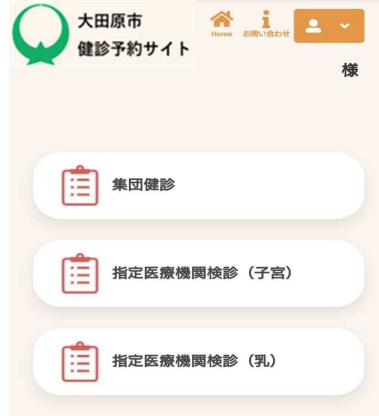 大田原市
健診予約サイト
Home お問い合わせ
様
集団健診
指定医療機関検診（子宮）
指定医療機関検診（乳）